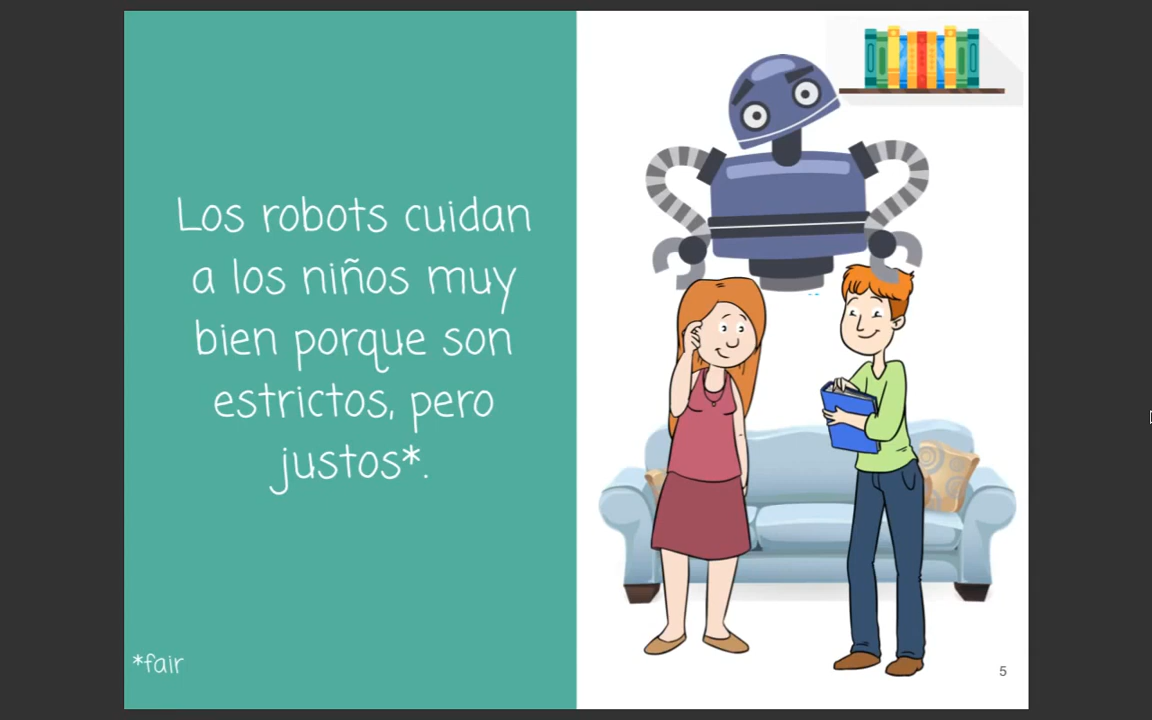 Los robots cuidan
a los niños muy
bien porque son
estrictos, pero
justos*.
*fair
5